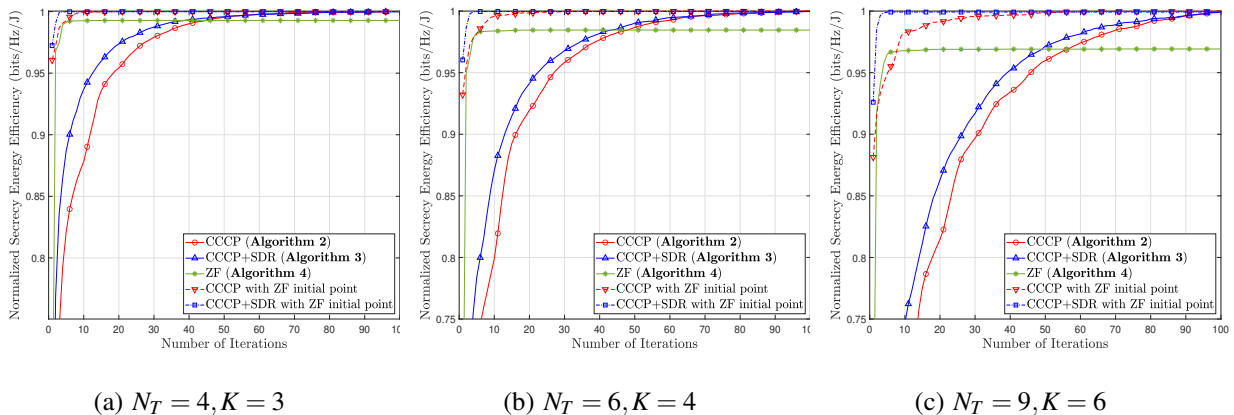 Normalized Secrecy Energy Efficiency (bits/Hz/J)
1
0.95
0.9
0.85
0.8
CCCP (Algorithm 2)
CCCP+SDR (Algorithm 3)
ZF (Algorithm 4)
CCCP with ZF initial point
CCCP+SDR with ZF initial point
0 10 20 30 40 50 60 70 80 90 10
Number of Iterations
(a) N_T = 4, K = 3
Normalized Secrecy Energy Efficiency (bits/Hz/J)
1
0.95
0.9
0.85
0.8
0.75
CCCP (Algorithm 2)
CCCP+SDR (Algorithm 3)
ZF (Algorithm 4)
CCCP with ZF initial point
CCCP+SDR with ZF initial point
0 10 20 30 40 50 60 70 80 90 100
Number of Iterations
(b) N_T = 6, K = 4
Normalized Secrecy Energy Efficiency (bits/Hz/J)
1
0.95
0.9
0.85
0.8
0.75
CCCP (Algorithm 2)
CCCP+SDR (Algorithm 3)
ZF (Algorithm 4)
CCCP with ZF initial point
CCCP+SDR with ZF initial point
0 10 20 30 40 50 60 70 80 90 100
Number of Iterations
(c) N_T = 9, K = 6